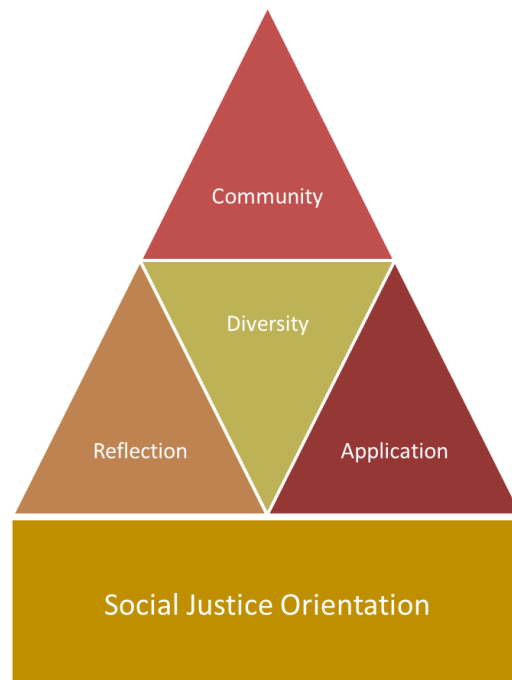 Community
Diversity
Reflection
Application
Social Justice Orientation